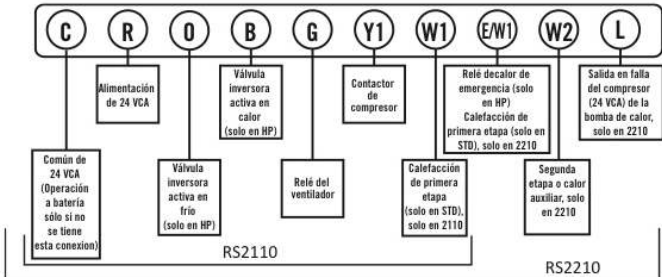 C R O B G Y1 W1 E/W1 W2 L
Alimentación
de 24 VCA
Válvula
inversora
activa en
calor
(solo en HP)
Contactor
de
compresor
Relé decalor de
emergencia (solo
en HP)
Calefacción de
primera etapa (solo en
STD), solo en 2210
Salida en falla
del compresor
(24 VCA) de la
bomba de calor,
solo en 2210
Común de
24 VCA
(Operación
a batería
sólo si no
se tiene
esta conexion)
Válvula
inversora
activa en
frío
(solo en HP)
Relé del
ventilador
Calefacción
de primera
etapa
(solo en STD),
solo en 2110
Segunda
etapa o calor
auxiliar, solo
en 2210
RS2110
RS2210